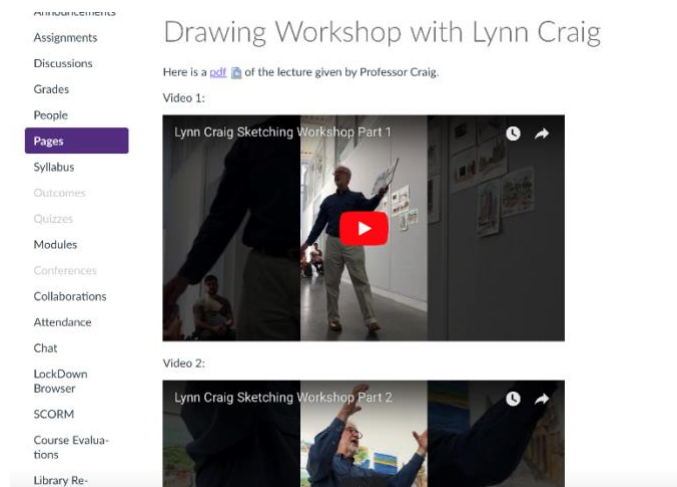 Announcements
Assignments
Discussions
Grades
People
Pages
Syllabus
Outcomes
Quizzes
Modules
Conferences
Collaborations
Attendance
Chat
LockDown
Browser
SCORM
Course Evalua-
tions
Library Re-
Drawing Workshop with Lynn Craig
Here is a pdf of the lecture given by Professor Craig.
Video 1:
Lynn Craig Sketching Workshop Part 1
Video 2:
Lynn Craig Sketching Workshop Part 2